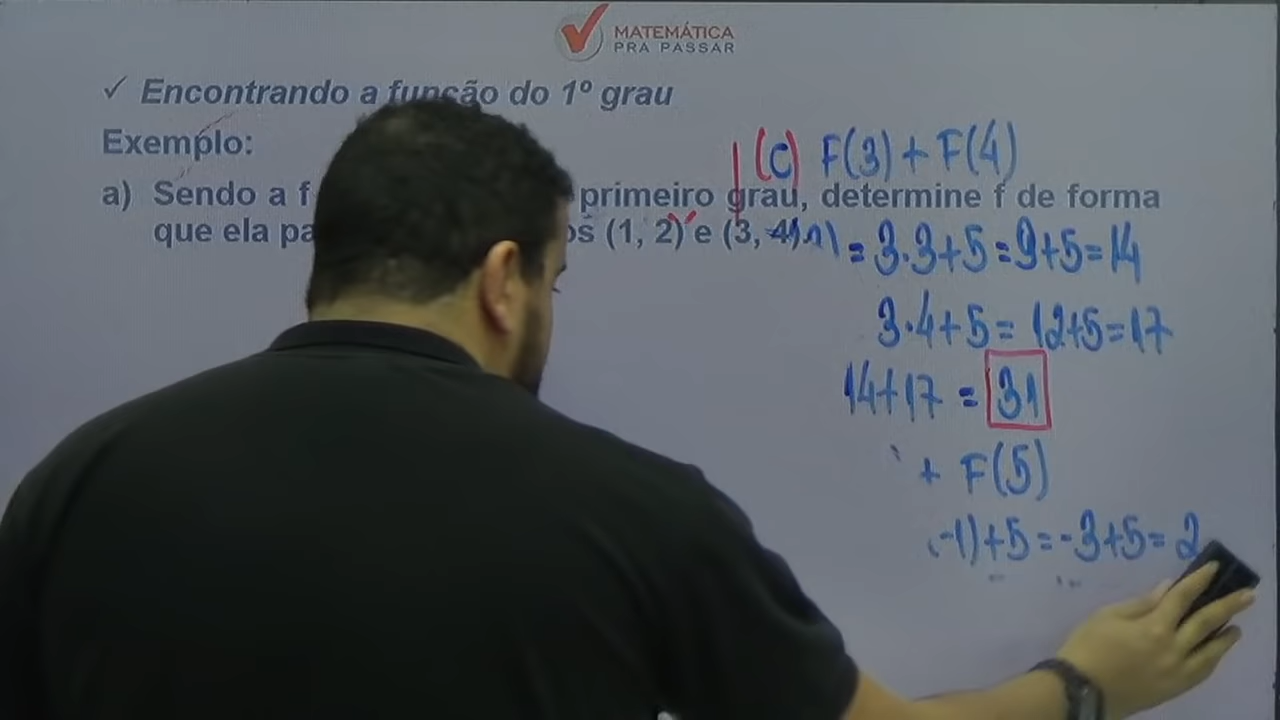 MATEMÁTICA
PRA PASSAR
✓ Encontrando a função do 1º grau
Exemplo:
(C) F(3) + F(4)
a) Sendo a f primeiro grau, determine f de forma
que ela pa os (1, 2) e (3, 4)
= 3.3+5=9+5=14
3.4+5= 12+5=17
14+17 = 31
+ F(5)
(-1)+5=-3+5=2